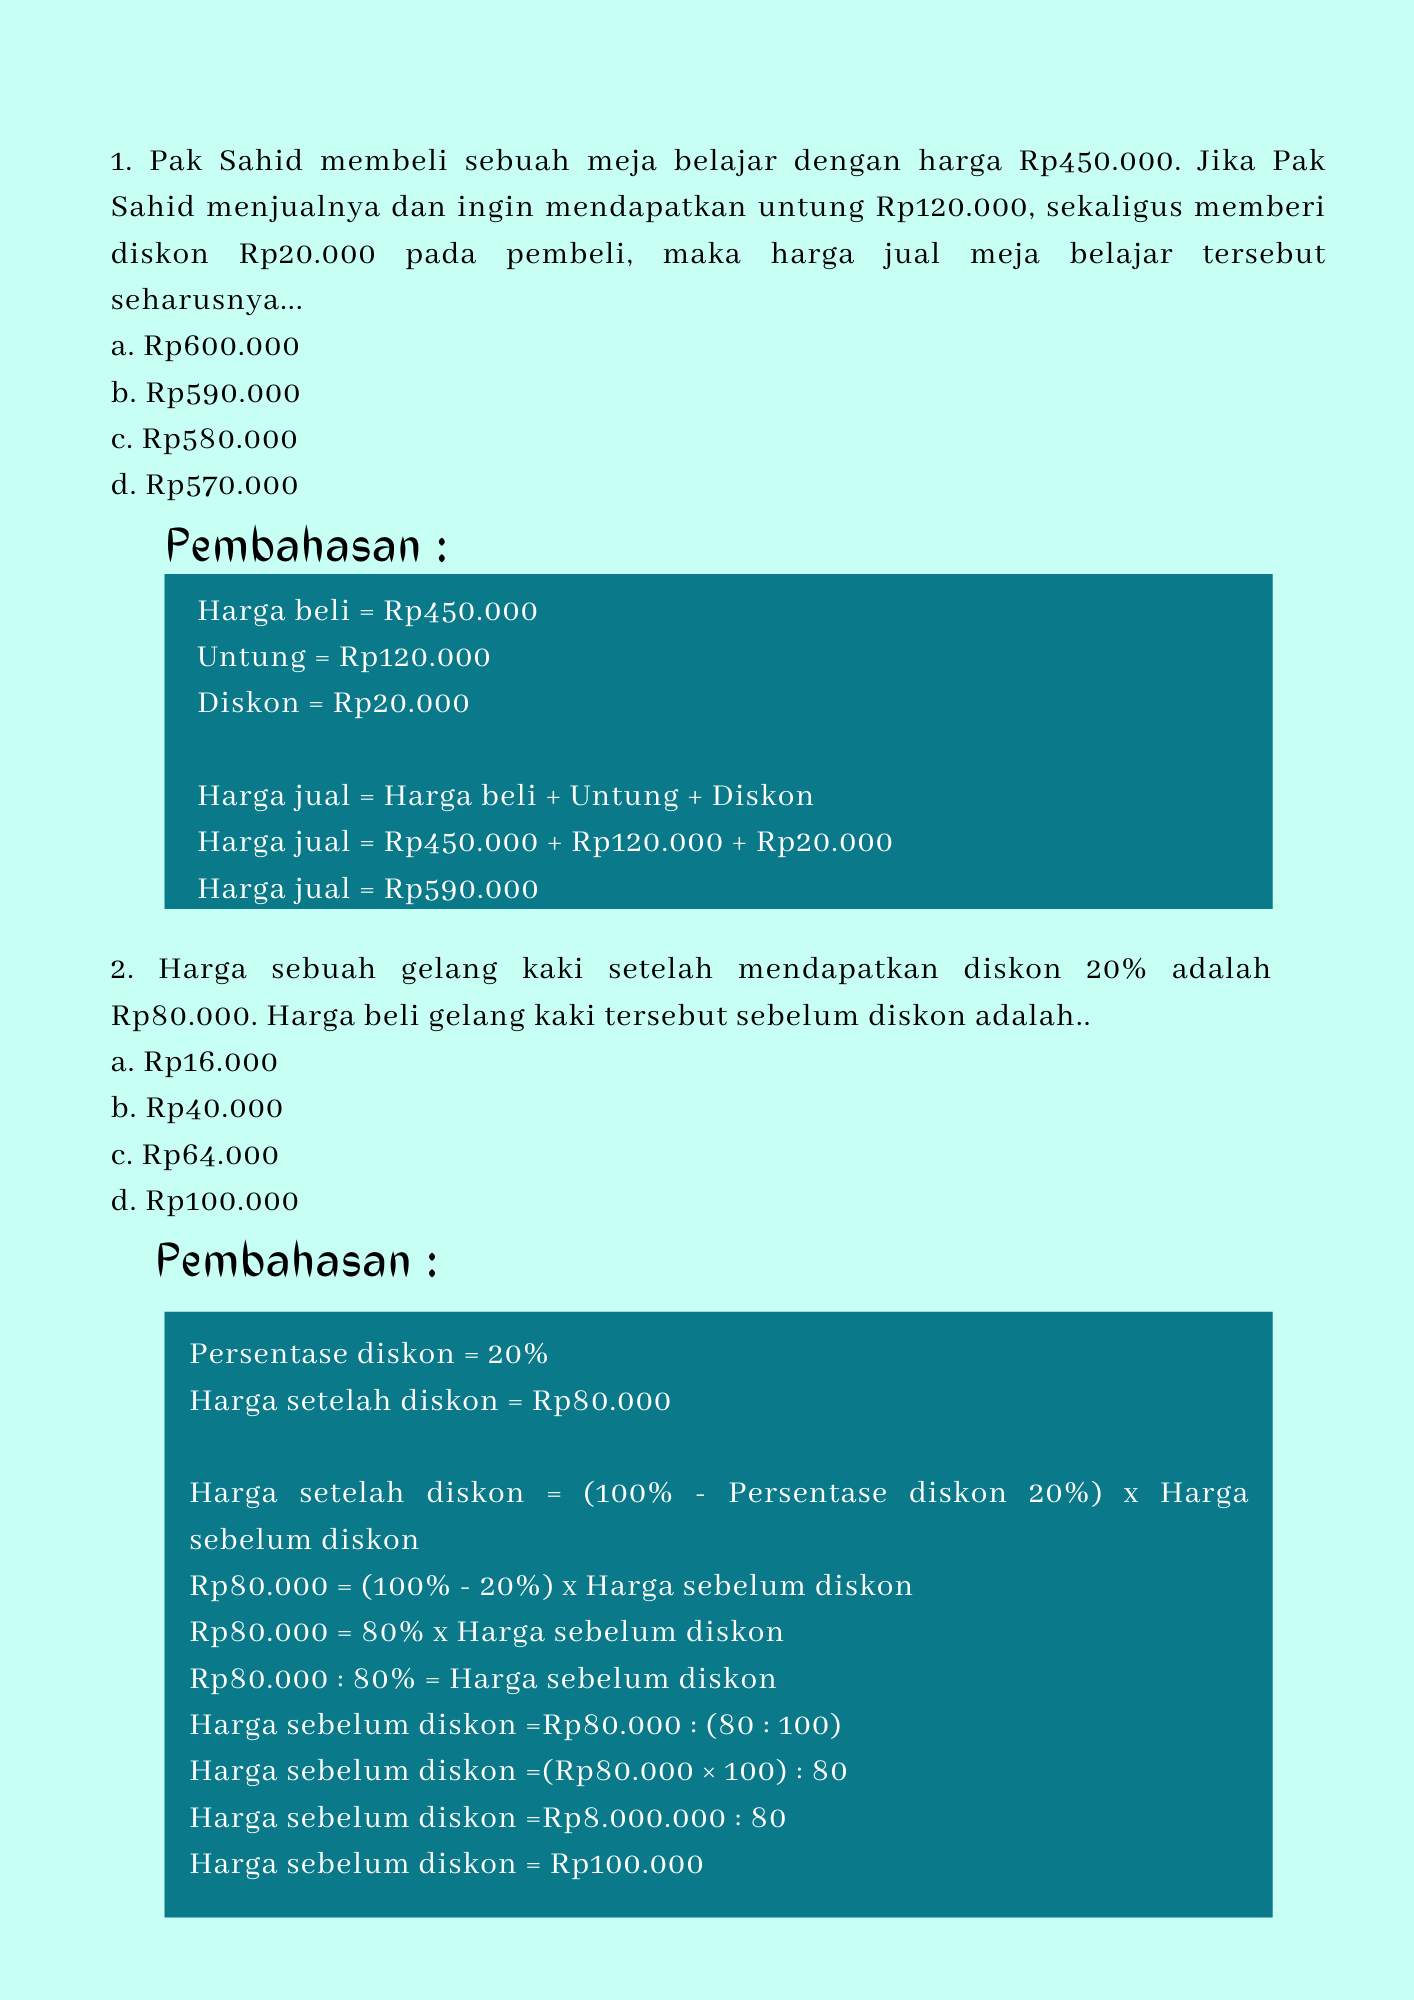 1. Pak Sahid membeli sebuah meja belajar dengan harga Rp450.000. Jika Pak
Sahid menjualnya dan ingin mendapatkan untung Rp120.000, sekaligus memberi
diskon Rp20.000 pada pembeli, maka harga jual meja belajar tersebut
seharusnya...
a. Rp600.000
b. Rp590.000
c. Rp580.000
d. Rp570.000
Pembahasan :
Harga beli = Rp450.000
Untung = Rp120.000
Diskon = Rp20.000
Harga jual = Harga beli + Untung + Diskon
Harga jual = Rp450.000 + Rp120.000 + Rp20.000
Harga jual = Rp590.000
2. Harga sebuah gelang kaki setelah mendapatkan diskon 20% adalah
Rp80.000. Harga beli gelang kaki tersebut sebelum diskon adalah..
a. Rp16.000
b. Rp40.000
c. Rp64.000
d. Rp100.000
Pembahasan :
Persentase diskon = 20%
Harga setelah diskon = Rp80.000
Harga setelah diskon = (100% - Persentase diskon 20%) x Harga
sebelum diskon
Rp80.000 = (100% - 20%) x Harga sebelum diskon
Rp80.000 = 80% x Harga sebelum diskon
Rp80.000 : 80% = Harga sebelum diskon
Harga sebelum diskon =Rp80.000 : (80 : 100)
Harga sebelum diskon =(Rp80.000 × 100) : 80
Harga sebelum diskon =Rp8.000.000 : 80
Harga sebelum diskon = Rp100.000